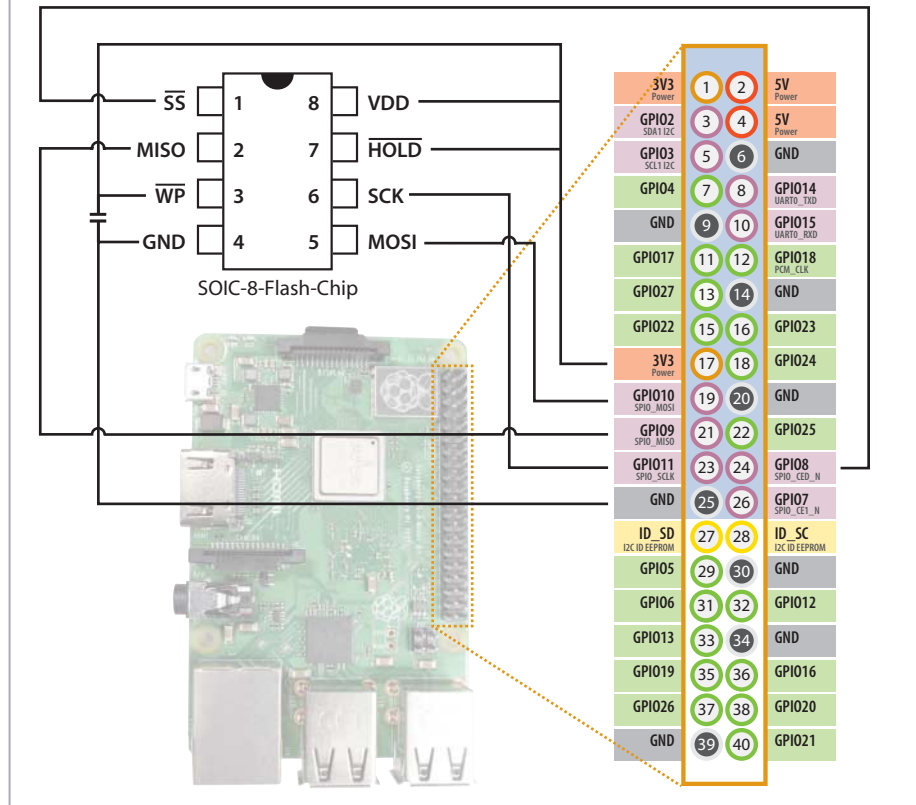 SS 1 8 VDD
MISO 2 7 HOLD
WP 3 6 SCK
GND 4 5 MOSI
SOIC-8-Flash-Chip
3V3 1 2 5V
Power Power
GPIO2 3 4 5V
SDA1 I2C Power
GPIO3 5 6 GND
SCL1 I2C
GPIO4 7 8 GPIO14
UART0_TXD
GND 9 10 GPIO15
UART0_RXD
GPIO17 11 12 GPIO18
PCM_CLK
GPIO27 13 14 GND
GPIO22 15 16 GPIO23
3V3 17 18 GPIO24
Power
GPIO10 19 20 GND
SPI0_MOSI
GPIO9 21 22 GPIO25
SPI0_MISO
GPIO11 23 24 GPIO8
SPI0_SCLK SPI0_CED_N
GND 25 26 GPIO7
SPI0_CE1_N
ID_SD 27 28 ID_SC
I2C ID EEPROM I2C ID EEPROM
GPIO5 29 30 GND
GPIO6 31 32 GPIO12
GPIO13 33 34 GND
GPIO19 35 36 GPIO16
GPIO26 37 38 GPIO20
GND 39 40 GPIO21